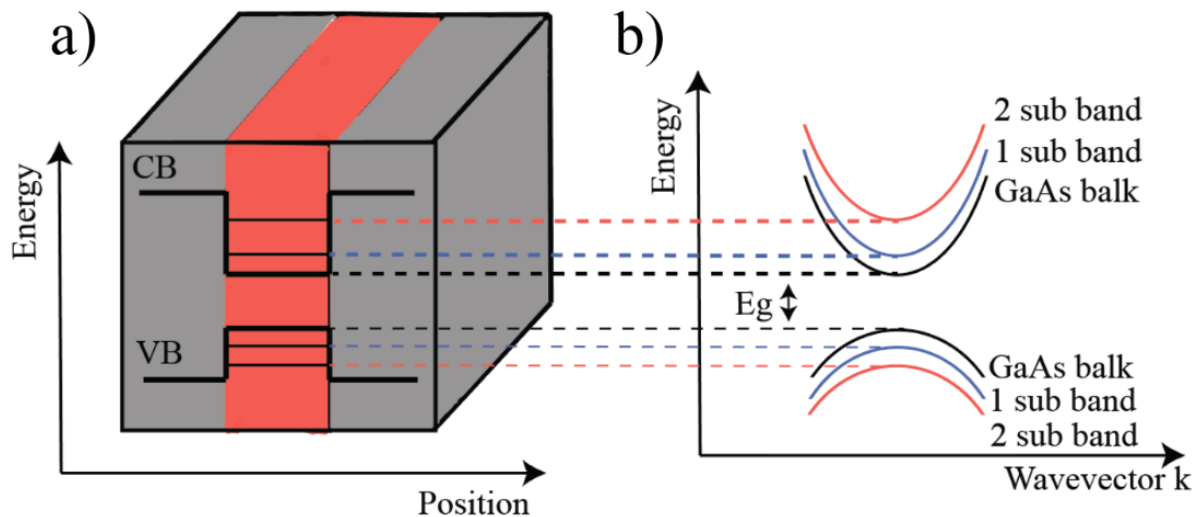 a)
CB
VB
Energy
Position
b)
Energy
2 sub band
1 sub band
GaAs balk
Eg
GaAs balk
1 sub band
2 sub band
Wavevector k